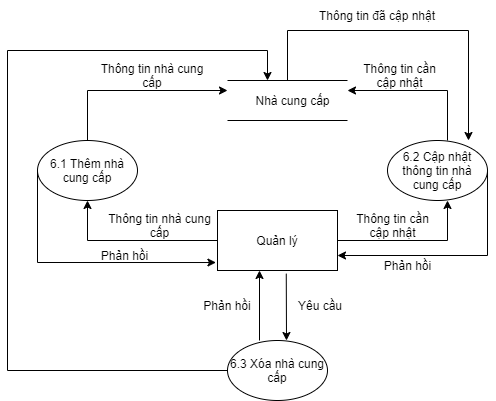 Thông tin đã cập nhật
Thông tin nhà cung
cấp
Thông tin cần
cập nhật
Nhà cung cấp
6.1 Thêm nhà
cung cấp
6.2 Cập nhật
thông tin nhà
cung cấp
Thông tin nhà cung
cấp
Thông tin cần
cập nhật
Quản lý
Phản hồi
Phản hồi
Phản hồi
Yêu cầu
6.3 Xóa nhà cung
cấp